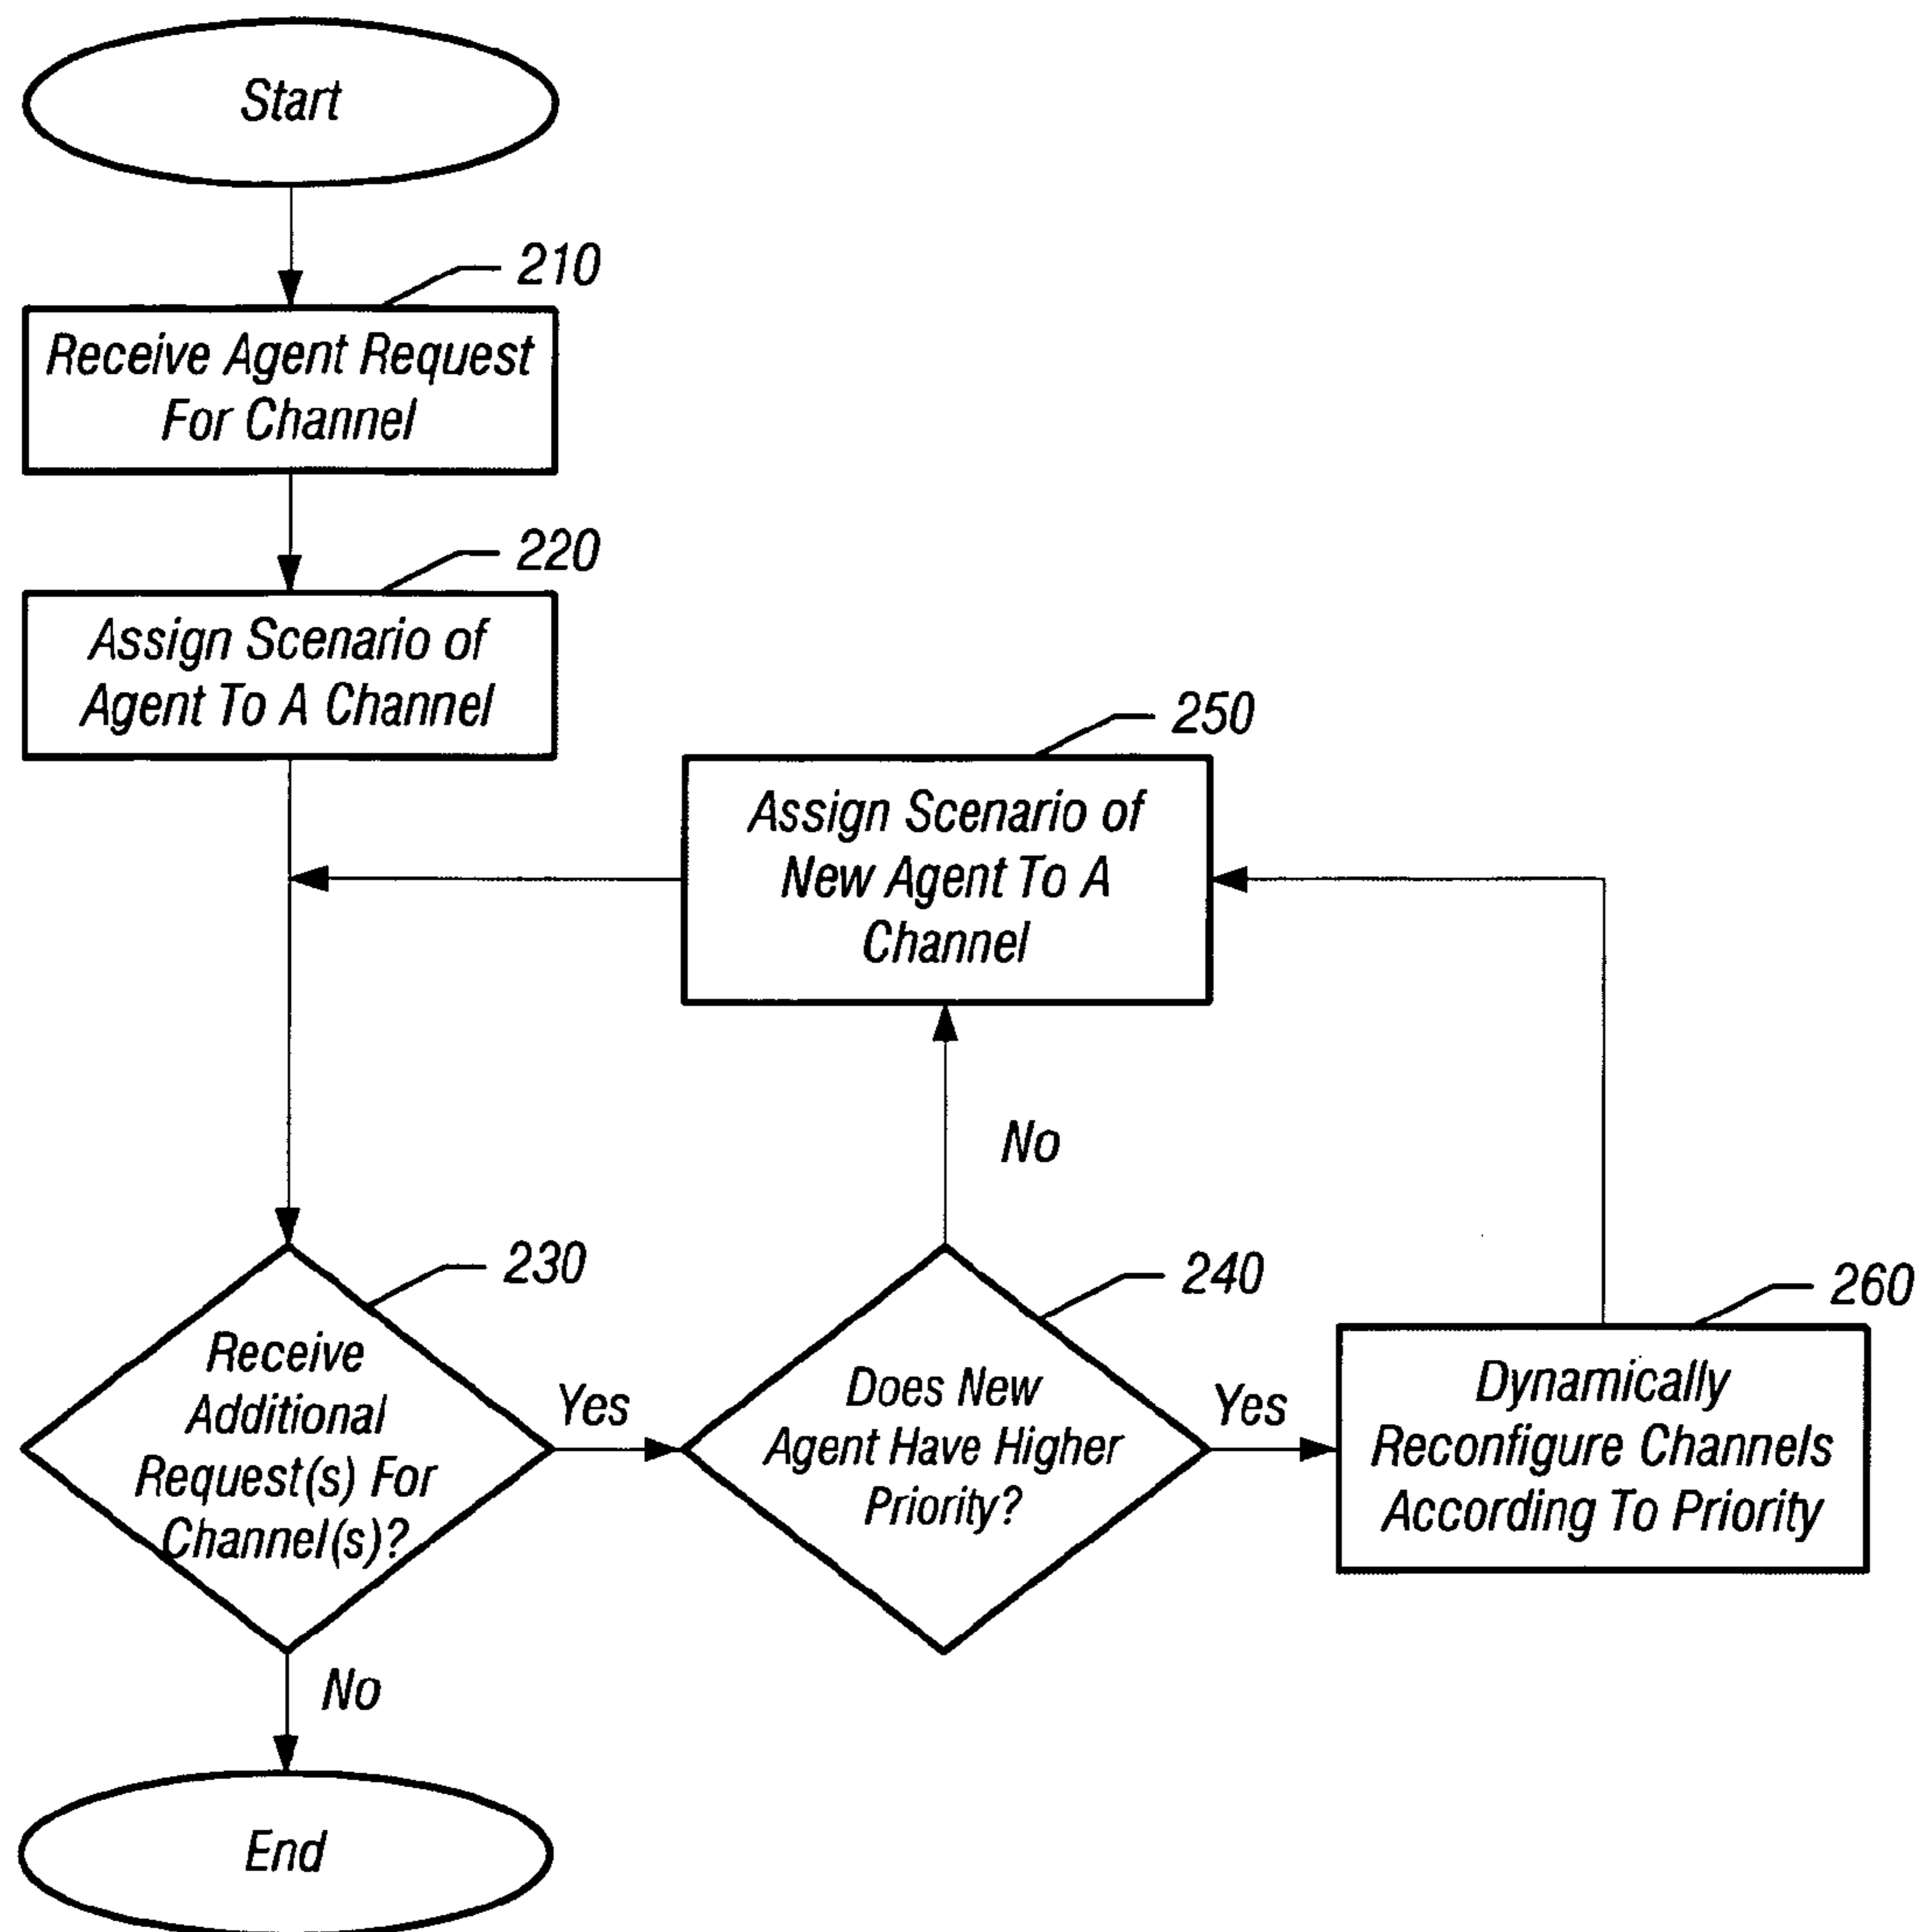 Start
210
Receive Agent Request
For Channel
220
Assign Scenario of
Agent To A Channel
250
Assign Scenario of
New Agent To A
Channel
No
230
Receive
Additional
Request(s) For
Channel(s)?
Yes
240
Does New
Agent Have Higher
Priority?
Yes
260
Dynamically
Reconfigure Channels
According To Priority
No
End